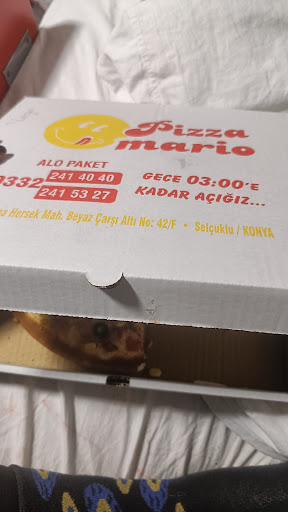 Pizza
mario
ALO PAKET
0332 241 40 40
241 53 27
GECE 03:00'E
KADAR AÇIĞIZ...
Hersek Mah. Beyaz Çarşı Altı No: 42/F • Selçuklu / KONYA